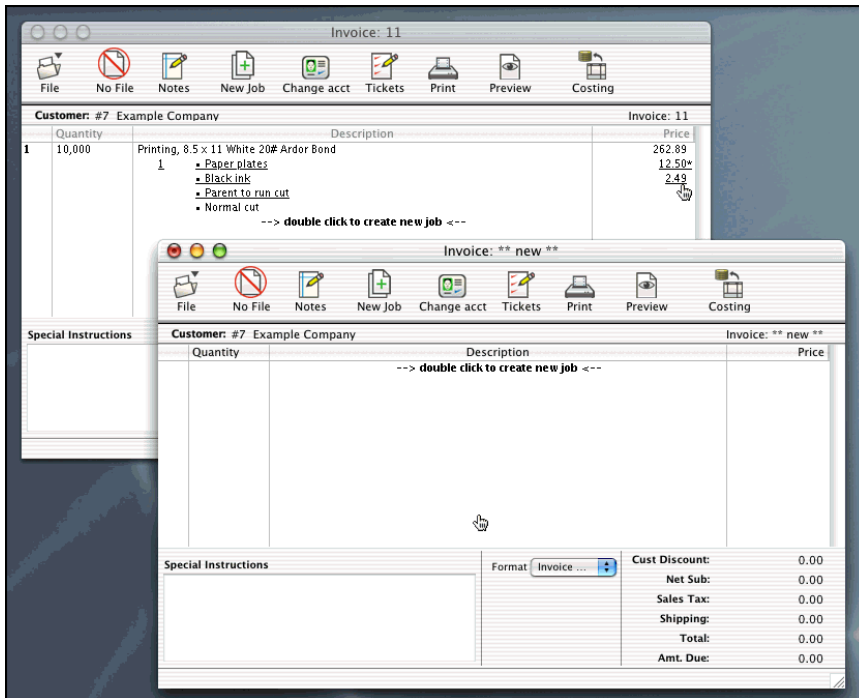 Invoice: 11
File No File Notes New Job Change acct Tickets Print Preview Costing
Customer: #7 Example Company Invoice: 11
Quantity Description Price
1 10,000 Printing, 8.5 x 11 White 20# Ardor Bond 262.89
1 ▪ Paper plates 12.50*
▪ Black ink 2.49
▪ Parent to run cut
▪ Normal cut
--> double click to create new job <--
Special Instructions
Invoice: ** new **
File No File Notes New Job Change acct Tickets Print Preview Costing
Customer: #7 Example Company Invoice: ** new **
Quantity Description Price
--> double click to create new job <--
Special Instructions
Format Invoice ...
Cust Discount: 0.00
Net Sub: 0.00
Sales Tax: 0.00
Shipping: 0.00
Total: 0.00
Amt. Due: 0.00